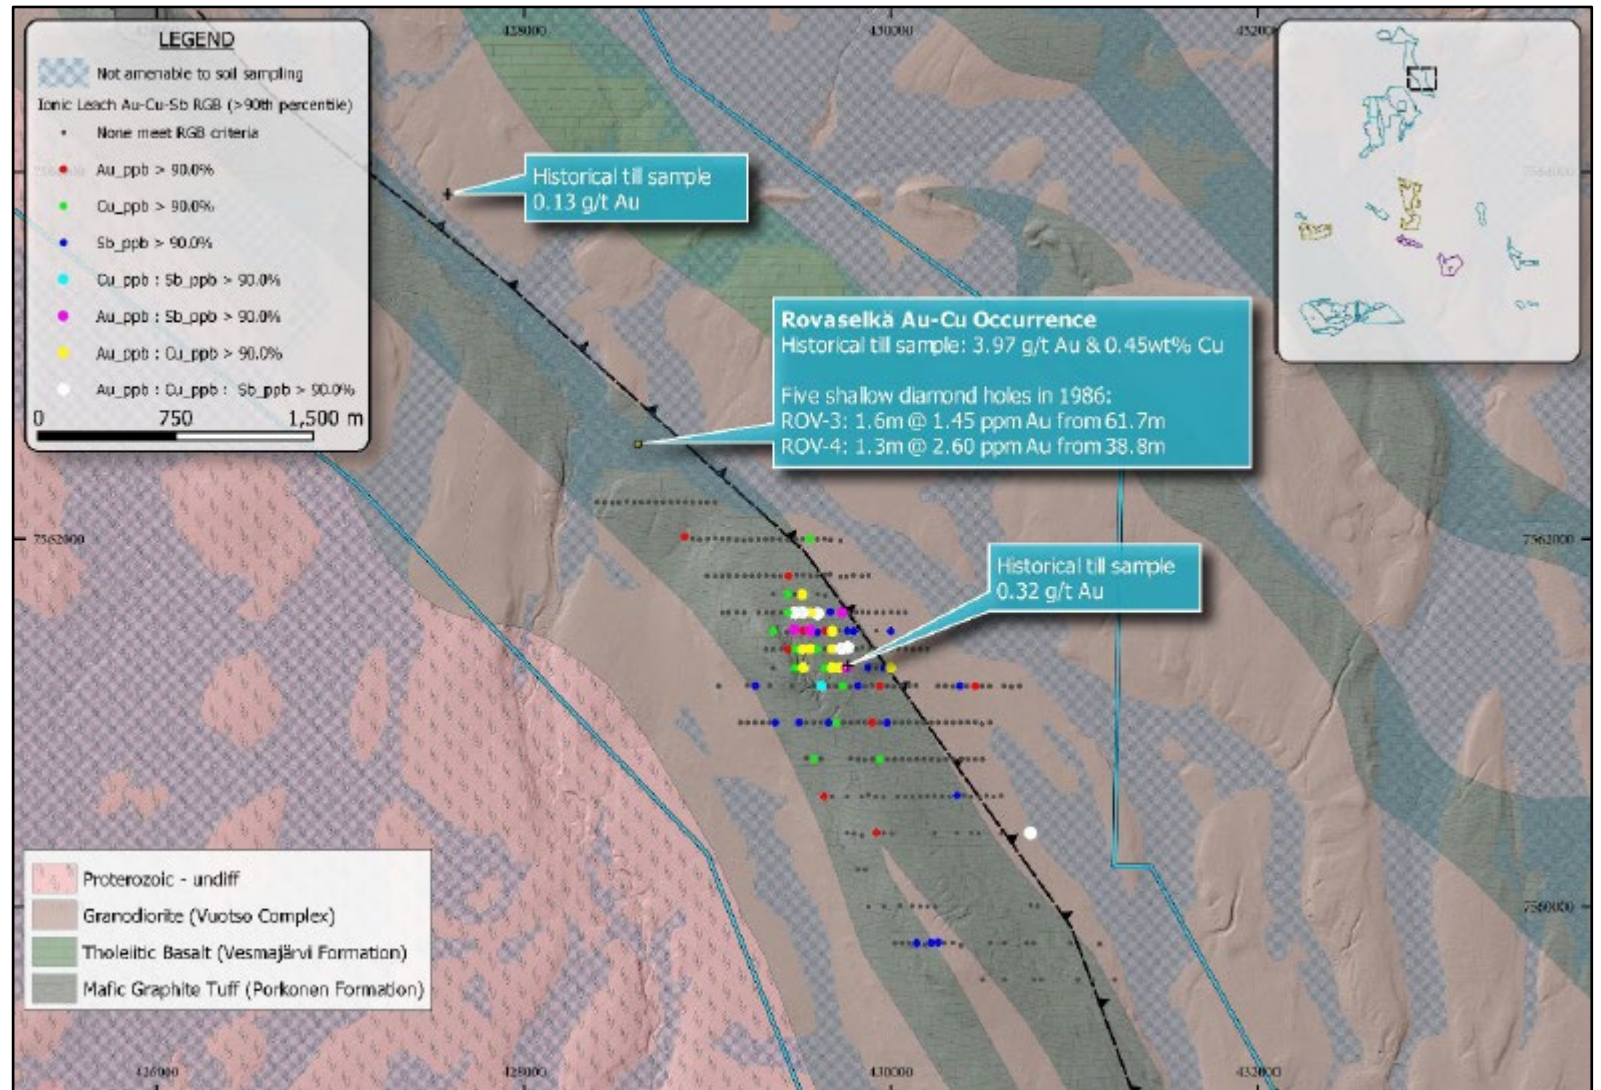 LEGEND
Not amenable to soil sampling
Ionic Leach Au-Cu-Sb RGB (>90th percentile)
None meet RGB criteria
Au_ppb > 90.0%
Cu_ppb > 90.0%
Sb_ppb > 90.0%
Cu_ppb : Sb_ppb > 90.0%
Au_ppb : Sb_ppb > 90.0%
Au_ppb : Cu_ppb > 90.0%
Au_ppb : Cu_ppb : Sb_ppb > 90.0%
0 750 1,500 m
428000 430000
Historical till sample
0.13 g/t Au
7564000
Rovaselkä Au-Cu Occurrence
Historical till sample: 3.97 g/t Au & 0.45wt% Cu
Five shallow diamond holes in 1986:
ROV-3: 1.6m @ 1.45 ppm Au from 61.7m
ROV-4: 1.3m @ 2.60 ppm Au from 38.8m
7562000 7562000
Historical till sample
0.32 g/t Au
Proterozoic - undiff
Granodiorite (Vuotso Complex)
Tholeiitic Basalt (Vesmajärvi Formation)
Mafic Graphite Tuff (Porkonen Formation)
7560000
426000 428000 430000 432000